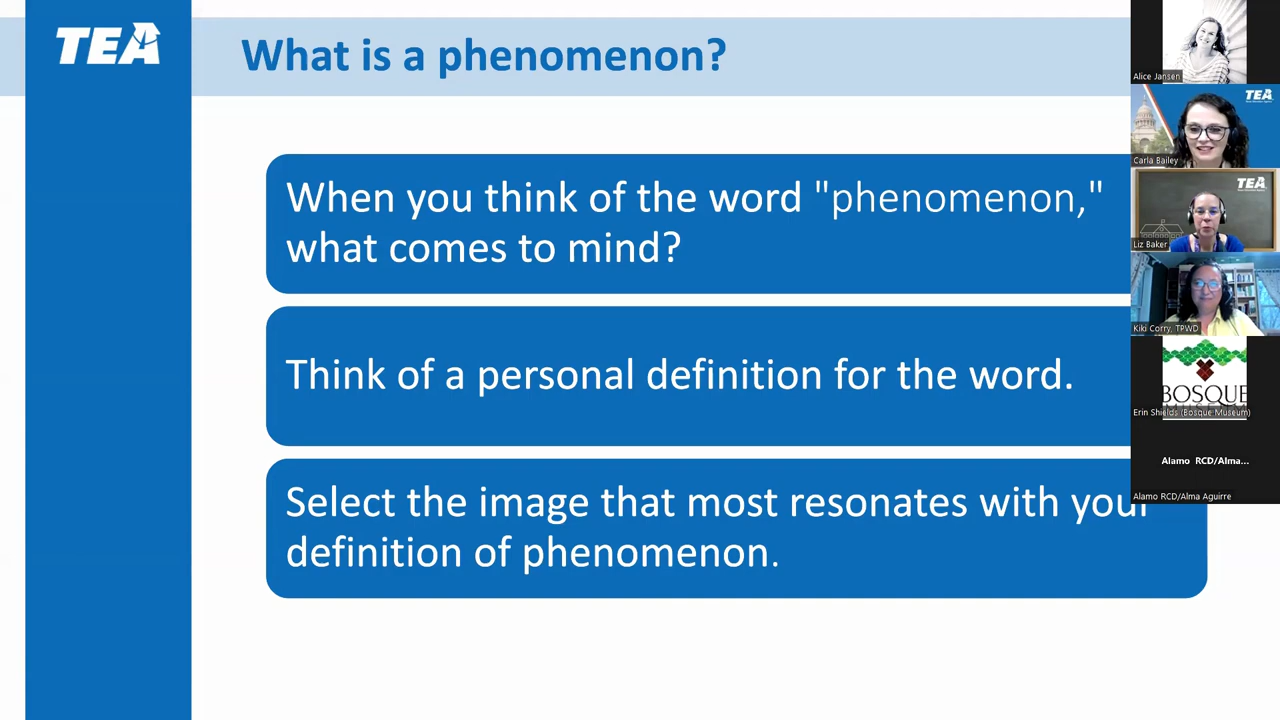 TEA
What is a phenomenon?
When you think of the word "phenomenon,"
what comes to mind?
Think of a personal definition for the word.
Select the image that most resonates with your
definition of phenomenon.
Alice Jansen
TEA
Carla Bailey
TEA
Liz Baker
Kiki Corry, TPWD
BOSQUE
Erin Shields (Bosque Museum)
Alamo RCD/Alma...
Alamo RCD/Alma Aguirre